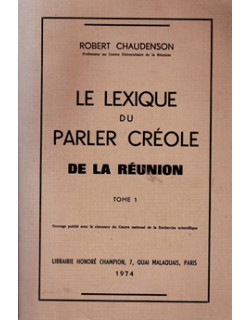 ROBERT CHAUDENSON
Professeur au Centre Universitaire de la Réunion
LE LEXIQUE
DU
PARLER CRÉOLE
DE LA RÉUNION
TOME 1
Ouvrage publié avec le concours du Centre national de la Recherche scientifique
LIBRAIRIE HONORÉ CHAMPION, 7, QUAI MALAQUAIS, PARIS
1974